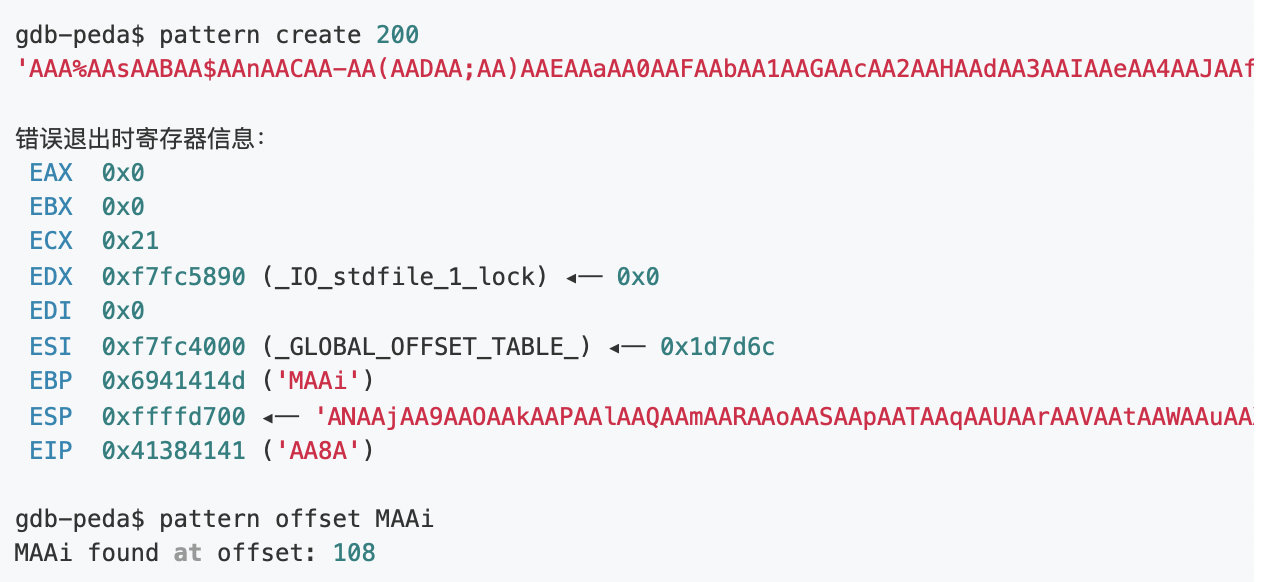 gdb-peda$ pattern create 200
'AAA%AAsAABAA$AAnAACAA-AA(AADAA;AA)AAEAAaAA0AAFAAbAA1AAGAAcAA2AAHAAdAA3AAIAAeAA4AAJAAf
错误退出时寄存器信息：
EAX 0x0
EBX 0x0
ECX 0x21
EDX 0xf7fc5890 (_IO_stdfile_1_lock) ◂— 0x0
EDI 0x0
ESI 0xf7fc4000 (_GLOBAL_OFFSET_TABLE_) ◂— 0x1d7d6c
EBP 0x6941414d ('MAAi')
ESP 0xffffd700 ◂— 'ANAAjAA9AAOAAkAAPAAlAAQAAmAARAAoAASAApAATAAqAAUAArAAVAAtAAWAAuAA
EIP 0x41384141 ('AA8A')
gdb-peda$ pattern offset MAAi
MAAi found at offset: 108